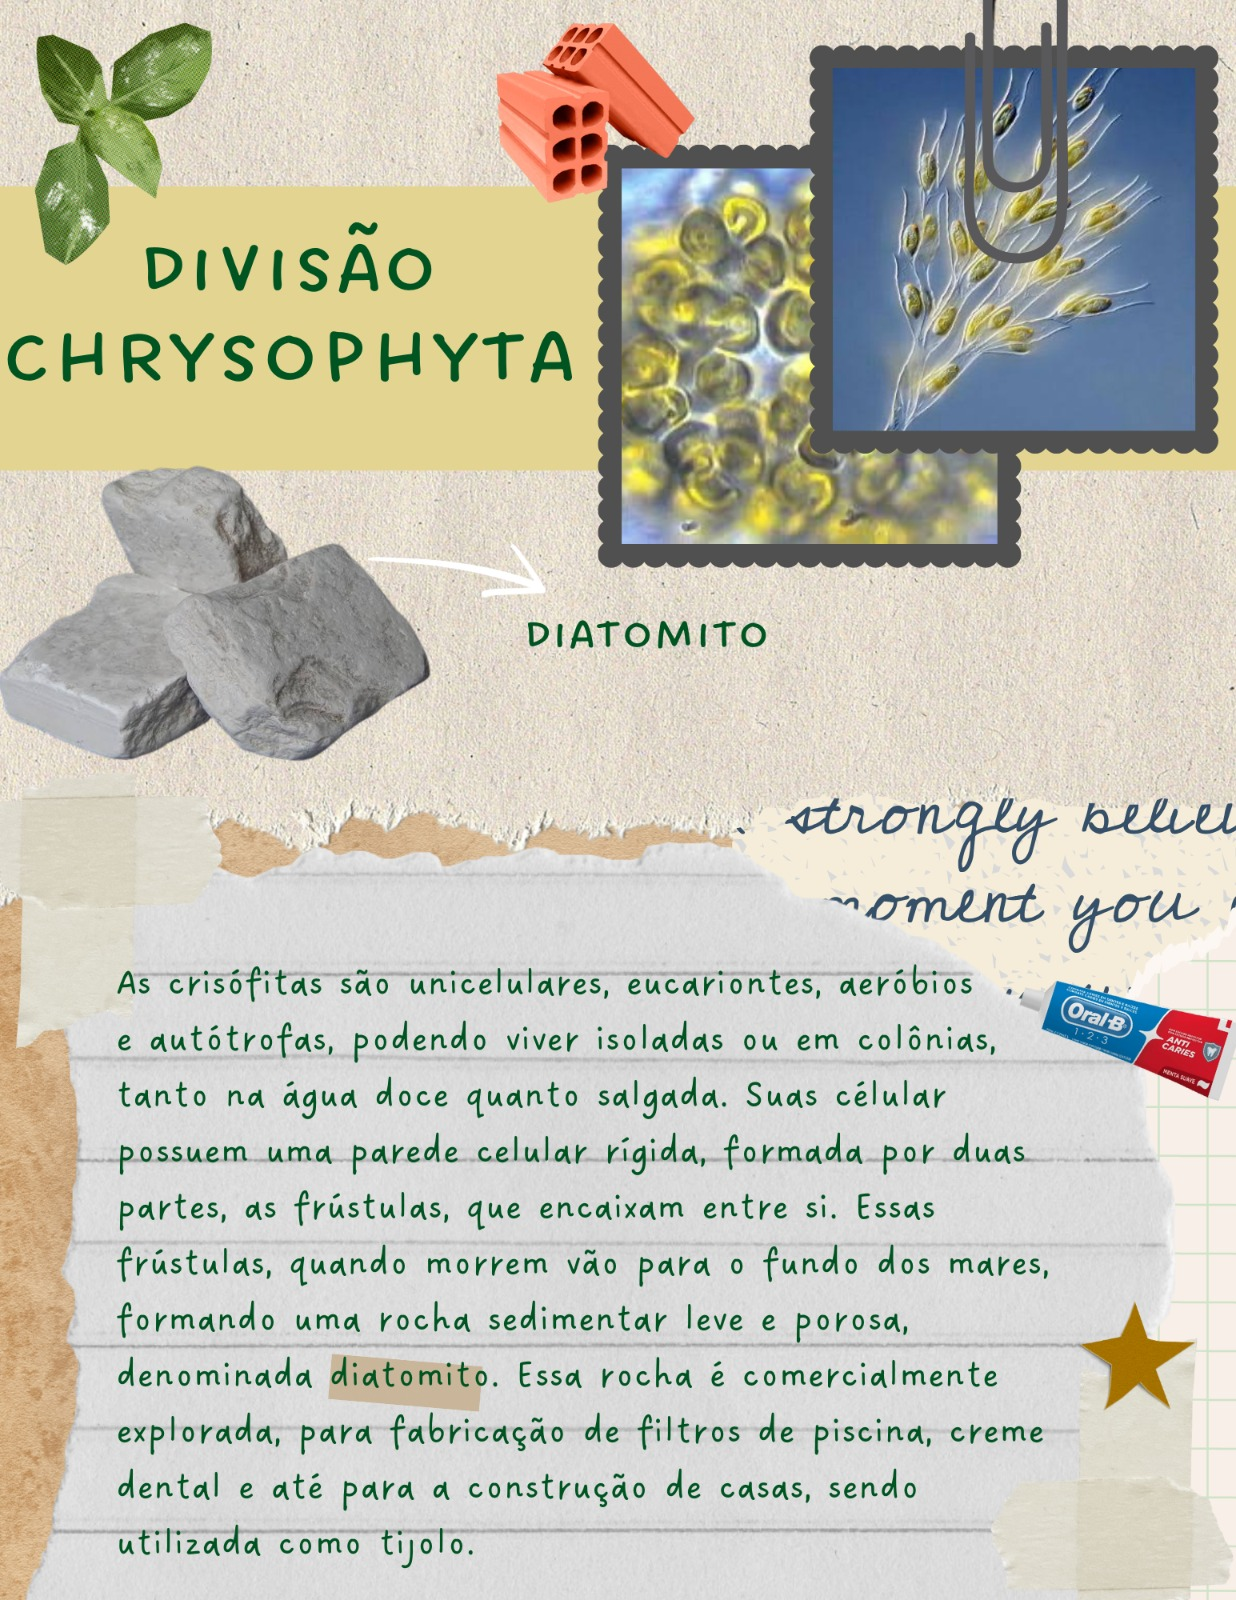 DIVISÃO
CHRYSOPHYTA
DIATOMITO
strongly
moment you
As crisófitas são unicelulares, eucariontes, aeróbios
e autótrofas, podendo viver isoladas ou em colônias,
tanto na água doce quanto salgada. Suas célular
possuem uma parede celular rígida, formada por duas
partes, as frústulas, que encaixam entre si. Essas
frústulas, quando morrem vão para o fundo dos mares,
formando uma rocha sedimentar leve e porosa,
denominada diatomito. Essa rocha é comercialmente
explorada, para fabricação de filtros de piscina, creme
dental e até para a construção de casas, sendo
utilizada como tijolo.
Oral-B
1·2·3
ANTI
CARIES
MENTA SUAVE